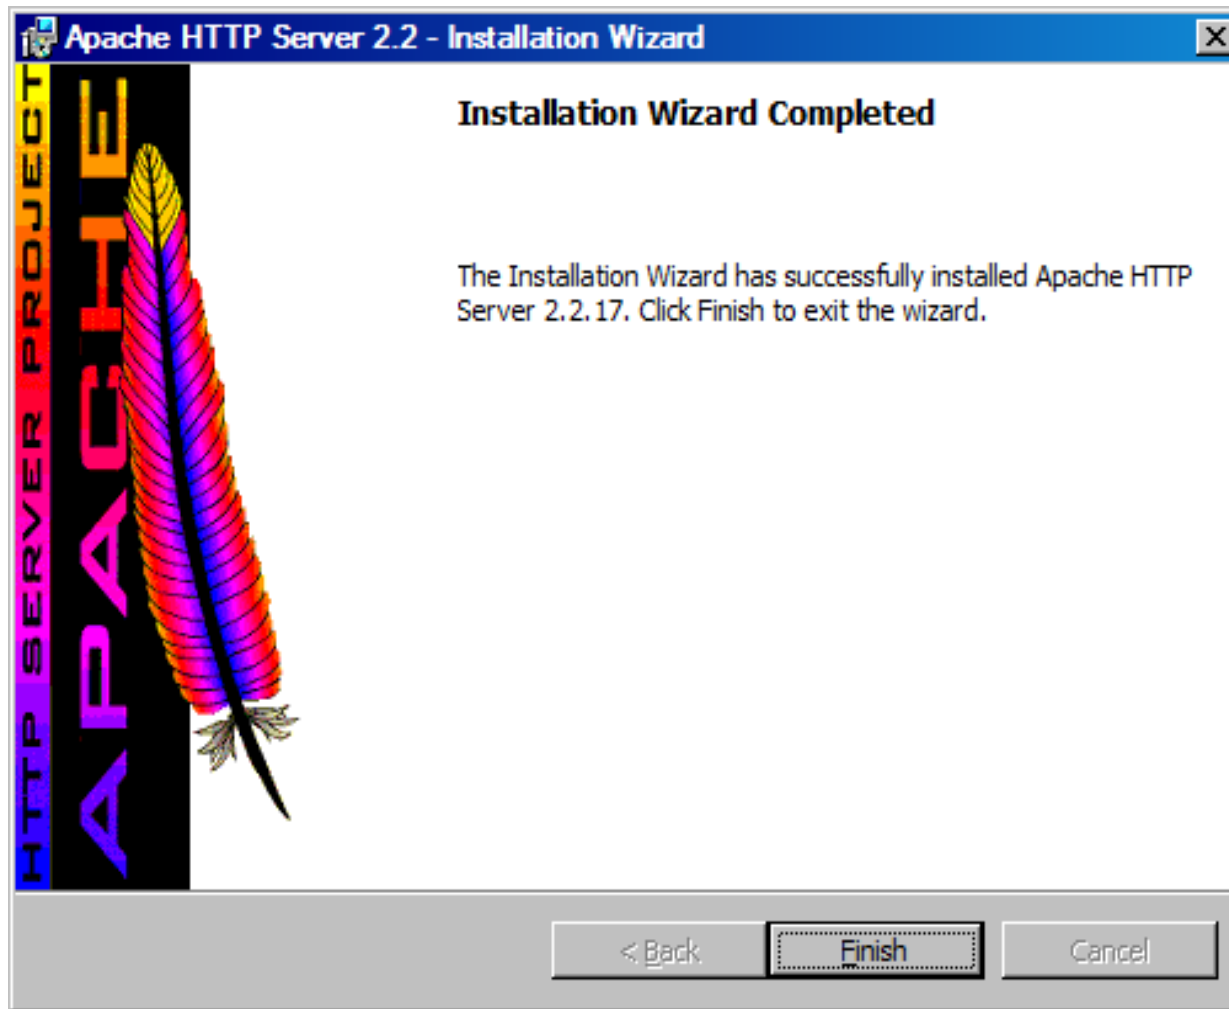 Apache HTTP Server 2.2 - Installation Wizard
HTTP SERVER PROJECT
APACHE
Installation Wizard Completed
The Installation Wizard has successfully installed Apache HTTP
Server 2.2.17. Click Finish to exit the wizard.
< Back
Finish
Cancel